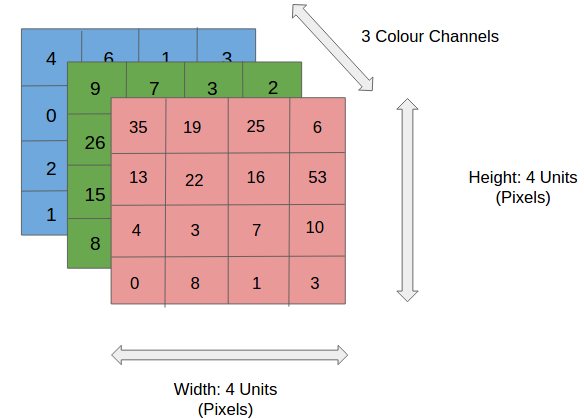 3 Colour Channels
4 6 1 3
9 7 3 2
0
35 19 25 6
26
Height: 4 Units
(Pixels)
2
13 22 16 53
15
1
4 3 7 10
8
0 8 1 3
Width: 4 Units
(Pixels)